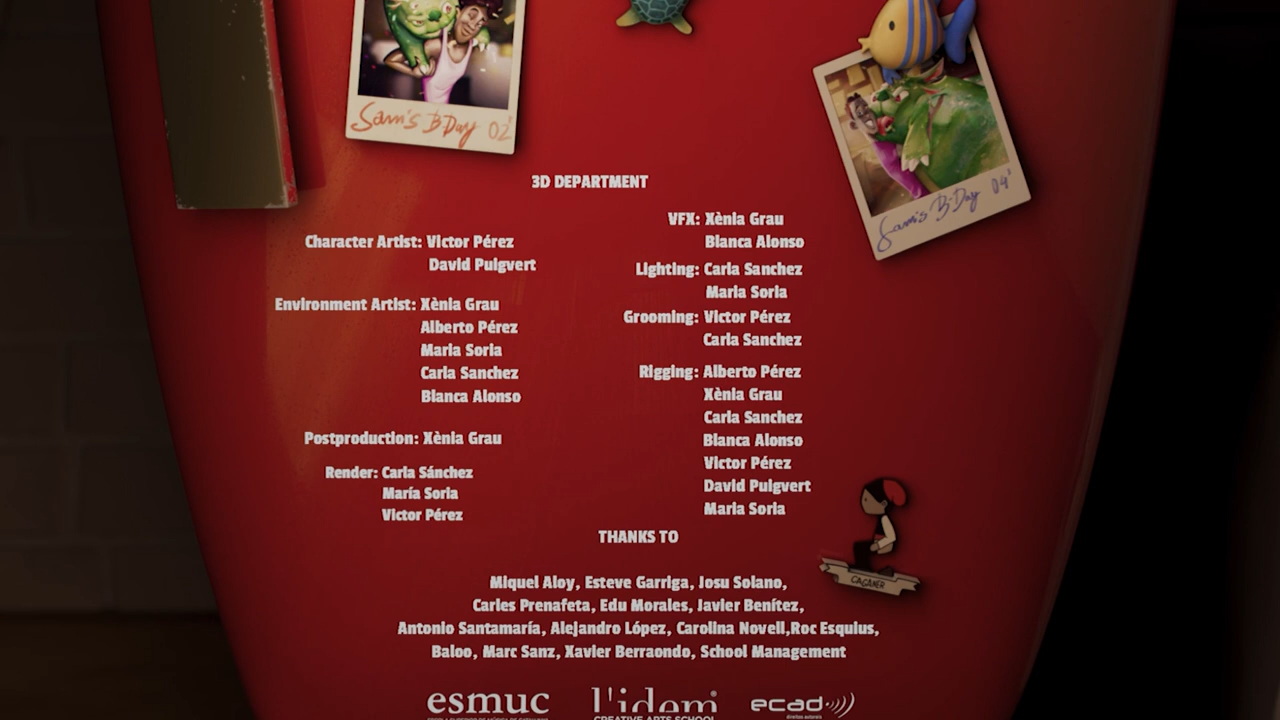 Sam's B-Day 02'
Sam's B-Day 04'
3D DEPARTMENT
Character Artist: Victor Pérez
David Puigvert
Environment Artist: Xènia Grau
Alberto Pérez
Maria Soria
Carla Sanchez
Blanca Alonso
Postproduction: Xènia Grau
Render: Carla Sánchez
María Soria
Victor Pérez
VFX: Xènia Grau
Blanca Alonso
Lighting: Carla Sanchez
Maria Soria
Grooming: Victor Pérez
Carla Sanchez
Rigging: Alberto Pérez
Xènia Grau
Carla Sanchez
Blanca Alonso
Victor Pérez
David Puigvert
Maria Soria
CAGANER
THANKS TO
Miquel Aloy, Esteve Garriga, Josu Solano,
Carles Prenafeta, Edu Morales, Javier Benítez,
Antonio Santamaría, Alejandro López, Carolina Novell,Roc Esquius,
Baloo, Marc Sanz, Xavier Berraondo, School Management
esmuc
l'idem
CREATIVE ARTS SCHOOL
ecad